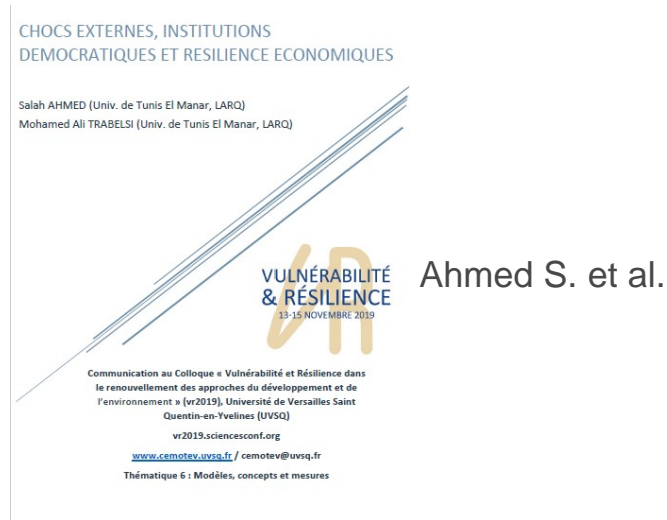 CHOCS EXTERNES, INSTITUTIONS
DEMOCRATIQUES ET RESILIENCE ECONOMIQUES
Salah AHMED (Univ. de Tunis El Manar, LARQ)
Mohamed Ali TRABELSI (Univ. de Tunis El Manar, LARQ)
VULNÉRABILITÉ
& RÉSILIENCE
13-15 NOVEMBRE 2019
Ahmed S. et al.
Communication au Colloque « Vulnérabilité et Résilience dans
le renouvellement des approches du développement et de
l'environnement » (vr2019), Université de Versailles Saint
Quentin-en-Yvelines (UVSQ)
vr2019.sciencesconf.org
www.cemotev.uvsq.fr / cemotev@uvsq.fr
Thématique 6 : Modèles, concepts et mesures